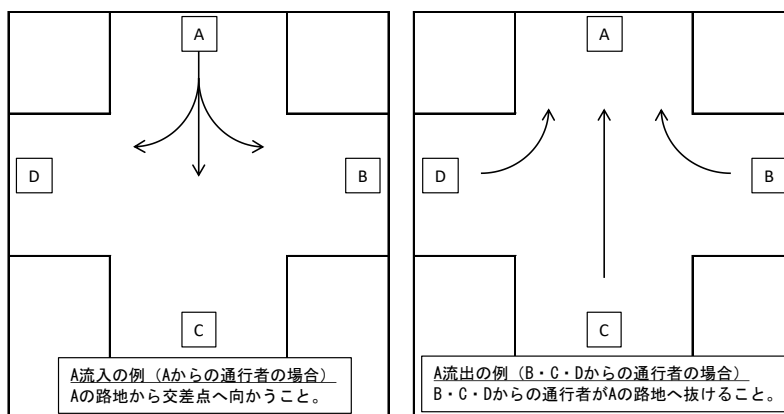 A
D
B
C
A流入の例（Aからの通行者の場合）
Aの路地から交差点へ向かうこと。
A
D
B
C
A流出の例（B・C・Dからの通行者の場合）
B・C・Dからの通行者がAの路地へ抜けること。